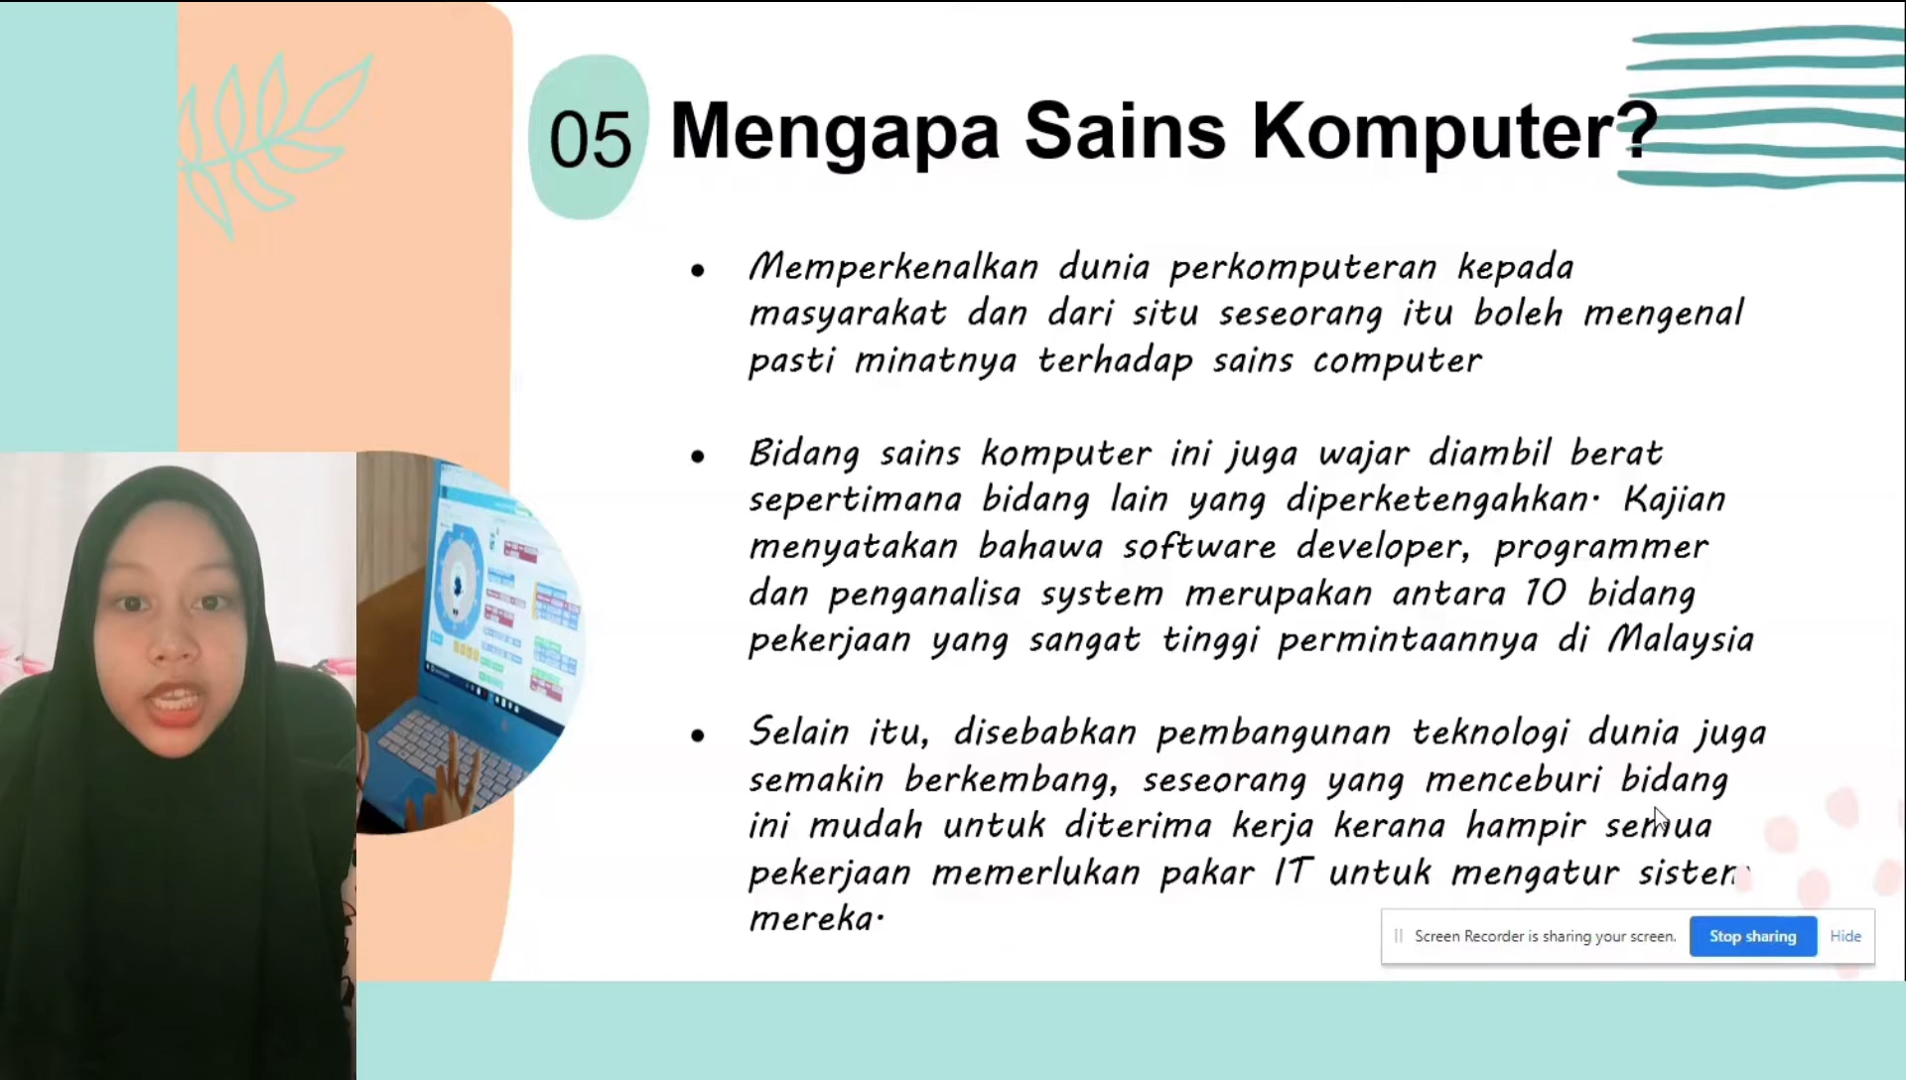 05 Mengapa Sains Komputer?
• Memperkenalkan dunia perkomputeran kepada
masyarakat dan dari situ seseorang itu boleh mengenal
pasti minatnya terhadap sains computer
• Bidang sains komputer ini juga wajar diambil berat
sepertimana bidang lain yang diperketengahkan. Kajian
menyatakan bahawa software developer, programmer
dan penganalisa system merupakan antara 10 bidang
pekerjaan yang sangat tinggi permintaannya di Malaysia
• Selain itu, disebabkan pembangunan teknologi dunia juga
semakin berkembang, seseorang yang menceburi bidang
ini mudah untuk diterima kerja kerana hampir semua
pekerjaan memerlukan pakar IT untuk mengatur sistem
mereka.
Screen Recorder is sharing your screen. Stop sharing Hide